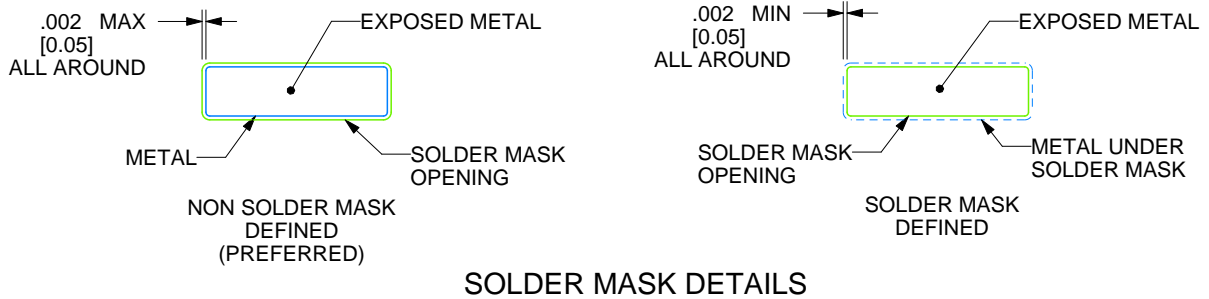 .002 MAX
[0.05]
ALL AROUND
EXPOSED METAL
METAL
SOLDER MASK
OPENING
NON SOLDER MASK
DEFINED
(PREFERRED)
.002 MIN
[0.05]
ALL AROUND
EXPOSED METAL
SOLDER MASK
OPENING
METAL UNDER
SOLDER MASK
SOLDER MASK
DEFINED
SOLDER MASK DETAILS